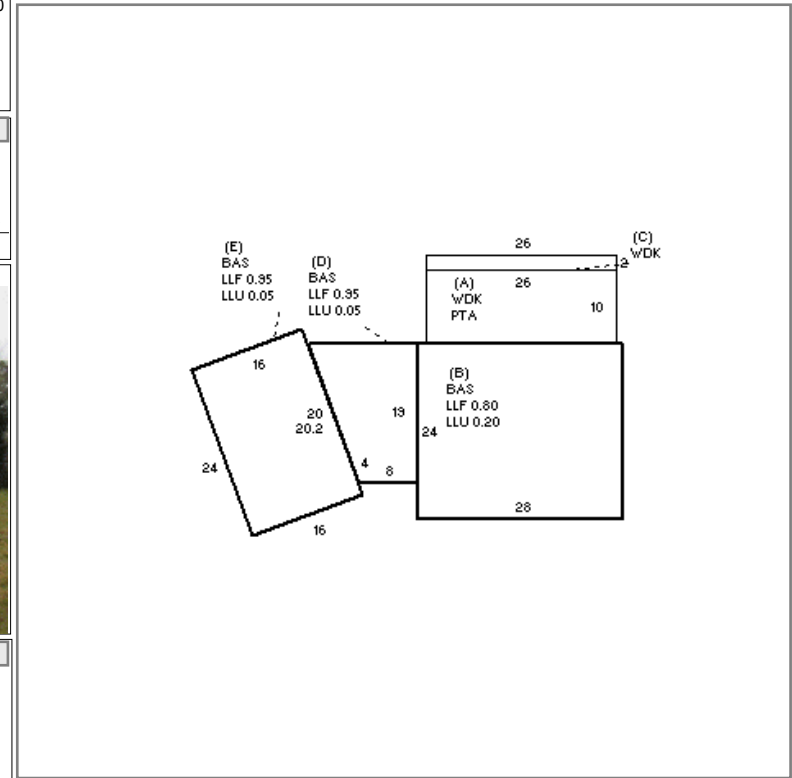 (E)
BAS
LLF 0.95
LLU 0.05
(D)
BAS
LLF 0.95
LLU 0.05
26
(C)
WDK
2
26
(A)
WDK
PTA
10
16
(B)
BAS
LLF 0.80
LLU 0.20
20
20.2
19
24
24
4
8
28
16